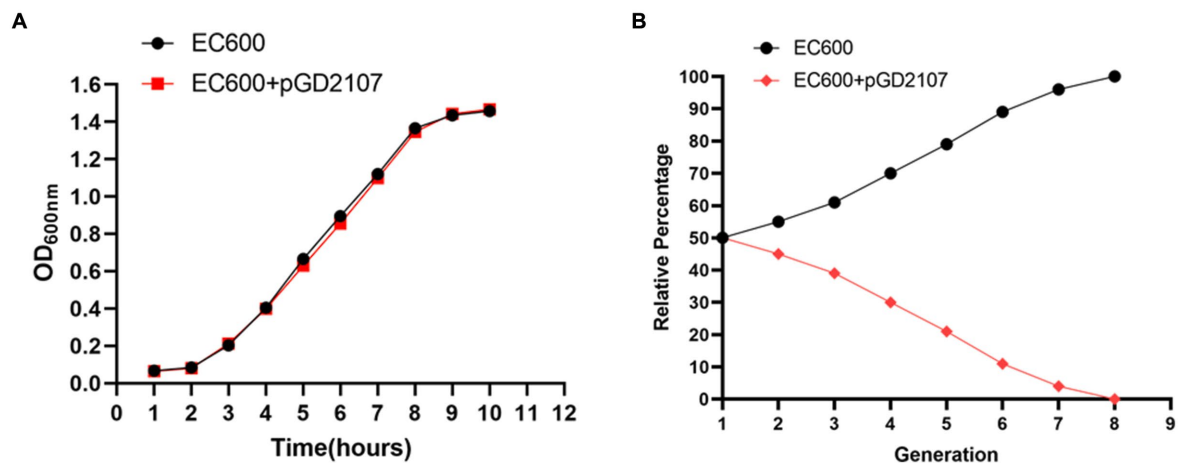 A
EC600
EC600+pGD2107
1.6
1.4
1.2
1.0
0.8
0.6
0.4
0.2
0.0
OD600nm
0 1 2 3 4 5 6 7 8 9 10 11 12
Time(hours)
B
EC600
EC600+pGD2107
100
90
80
70
60
50
40
30
20
10
0
Relative Percentage
1 2 3 4 5 6 7 8 9
Generation